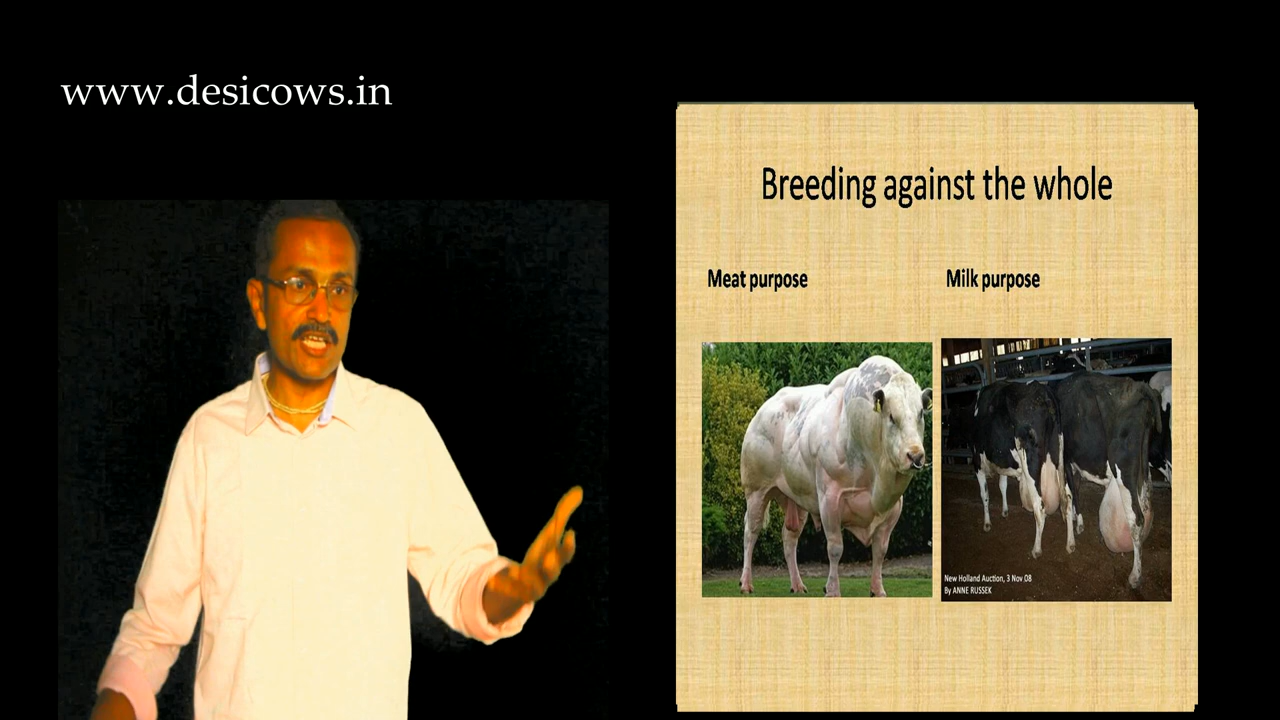 www.desicows.in
Breeding against the whole
Meat purpose
Milk purpose
New Holland Auction, 3 Nov 08
By ANNE RUSSEK